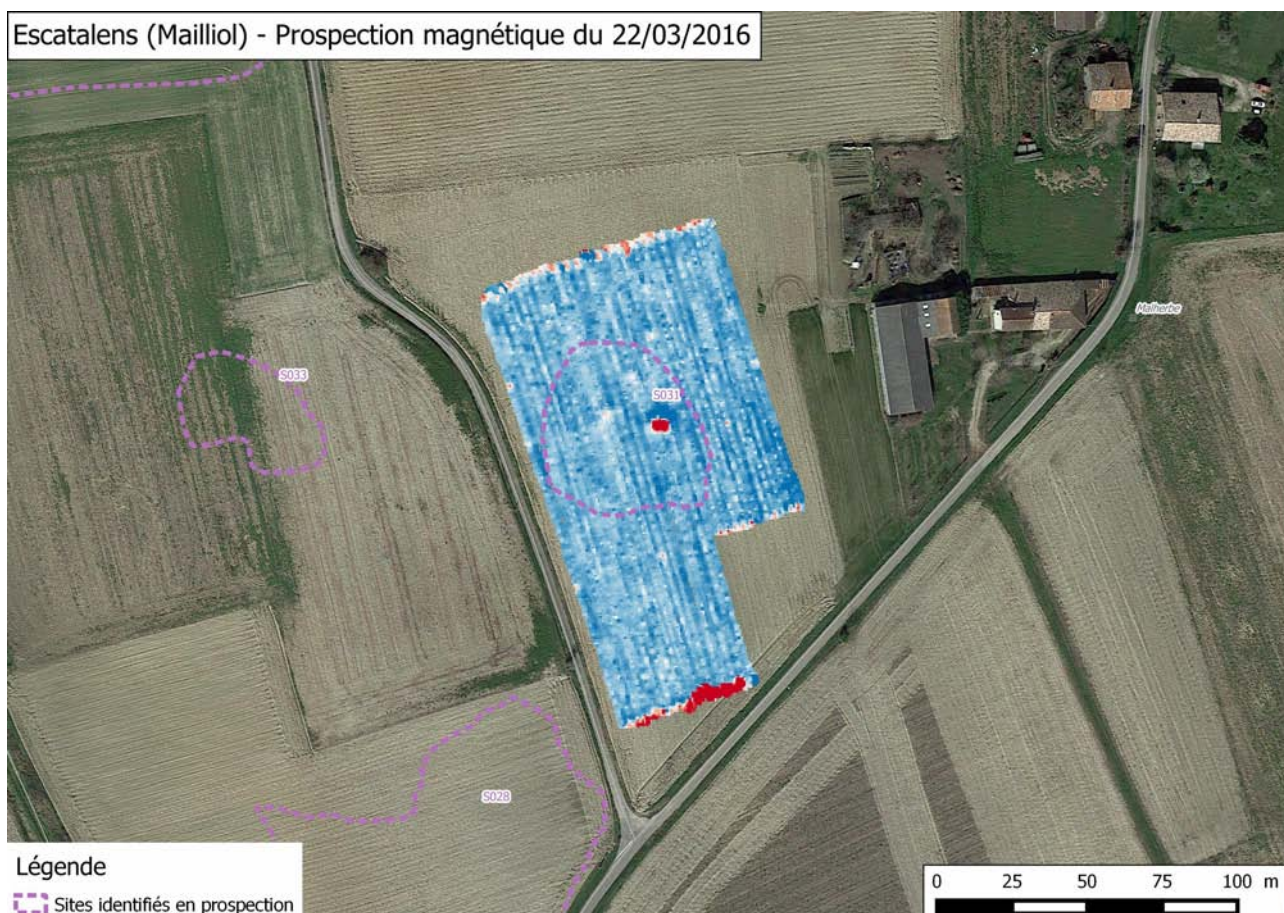 Escatalens (Mailliol) - Prospection magnétique du 22/03/2016
S033
S031
Malherbe
S028
Légende
Sites identifiés en prospection
0 25 50 75 100 m